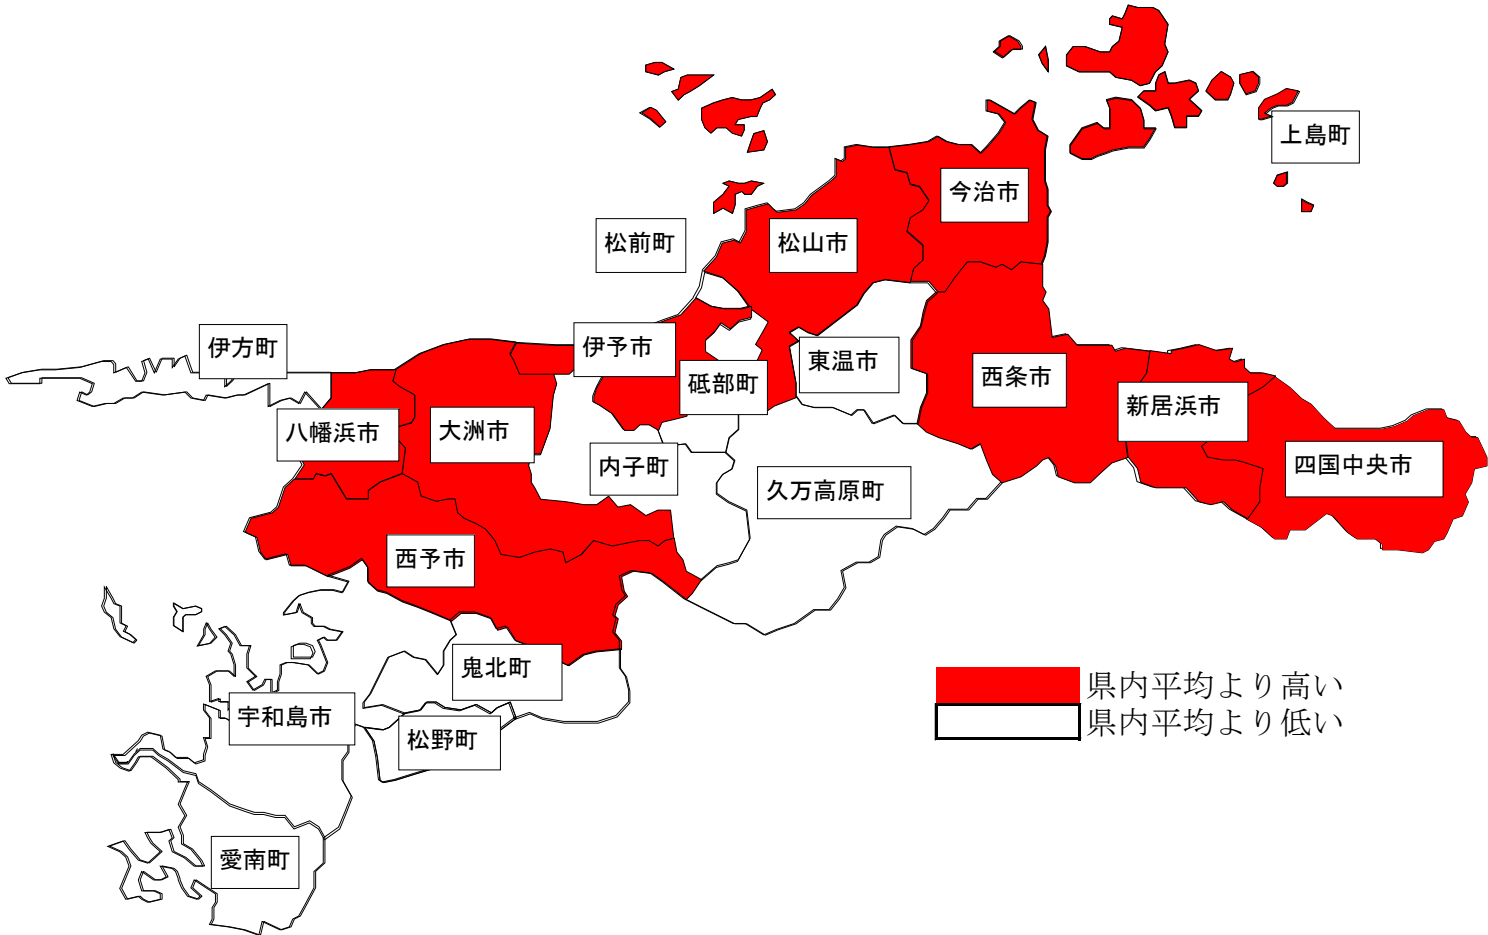 上島町
今治市
松前町
松山市
伊方町
伊予市
東温市
砥部町
西条市
新居浜市
八幡浜市
大洲市
内子町
四国中央市
久万高原町
西予市
鬼北町
県内平均より高い
県内平均より低い
宇和島市
松野町
愛南町